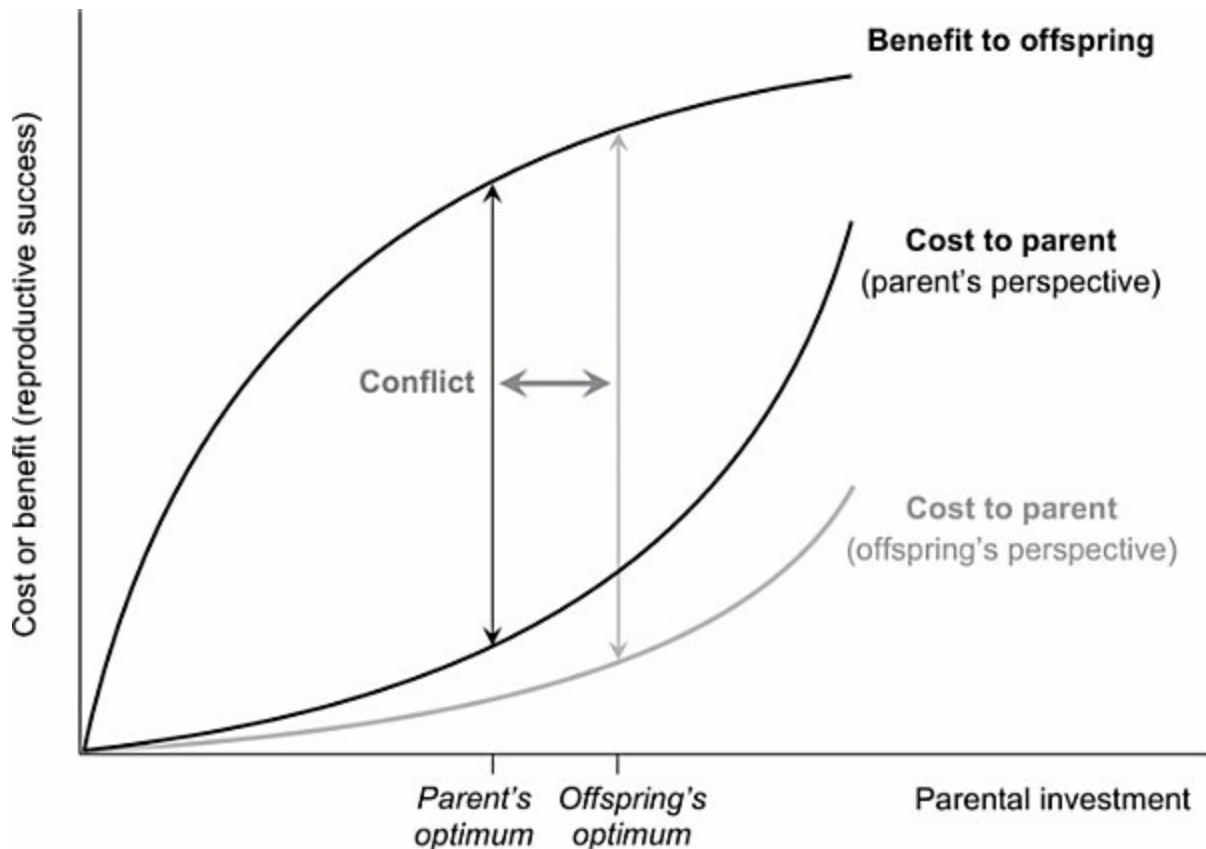 Benefit to offspring
Cost to parent
(parent's perspective)
Conflict
Cost to parent
(offspring's perspective)
Cost or benefit (reproductive success)
Parent's
optimum
Offspring's
optimum
Parental investment